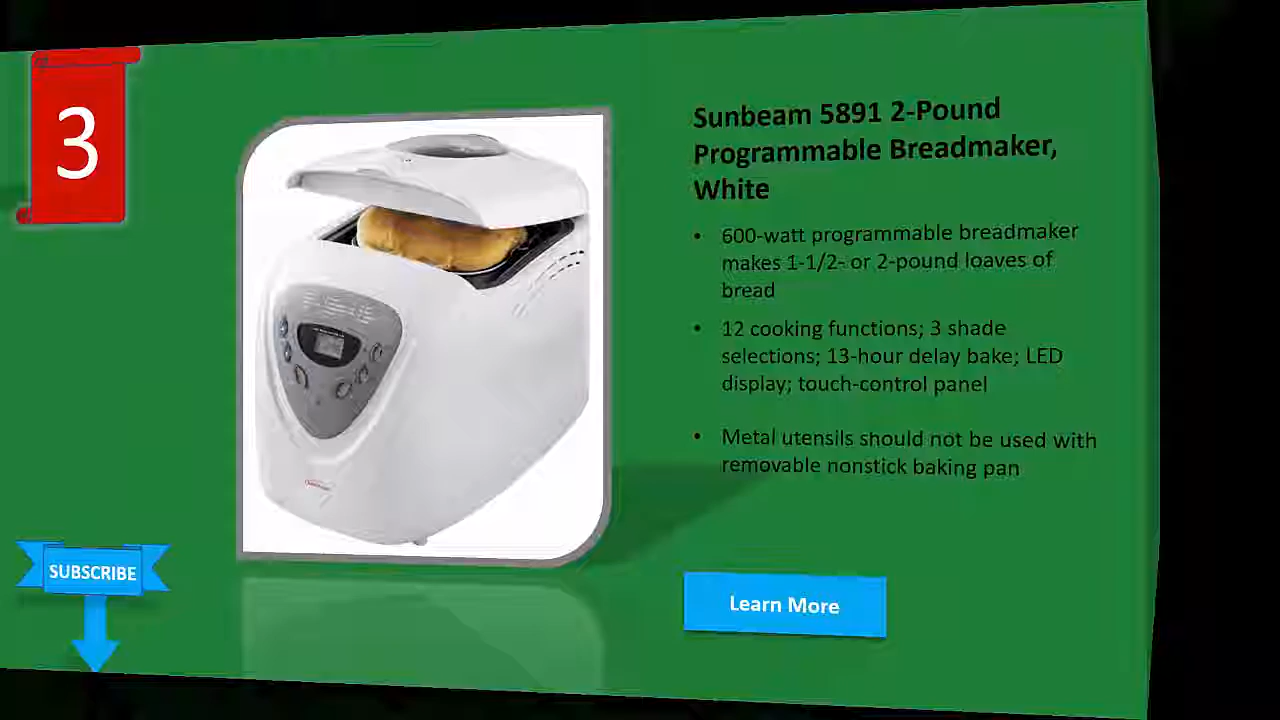 3
Sunbeam 5891 2-Pound
Programmable Breadmaker,
White
• 600-watt programmable breadmaker
makes 1-1/2- or 2-pound loaves of
bread
• 12 cooking functions; 3 shade
selections; 13-hour delay bake; LED
display; touch-control panel
• Metal utensils should not be used with
removable nonstick baking pan
SUBSCRIBE
Learn More